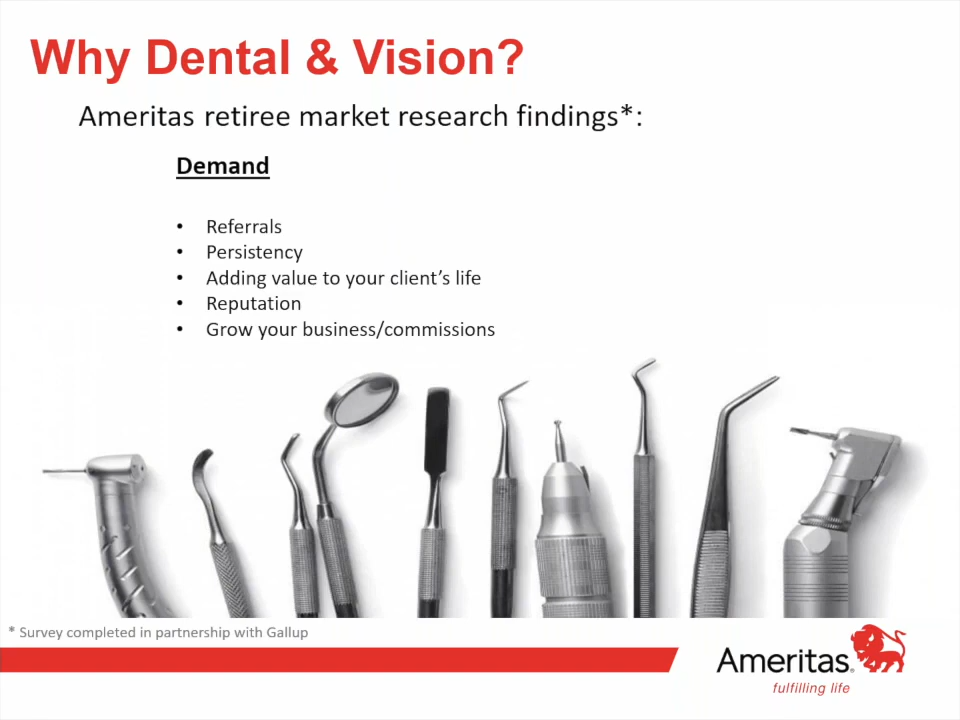 Why Dental & Vision?
Ameritas retiree market research findings*:
Demand
• Referrals
• Persistency
• Adding value to your client’s life
• Reputation
• Grow your business/commissions
* Survey completed in partnership with Gallup
Ameritas®
fulfilling life